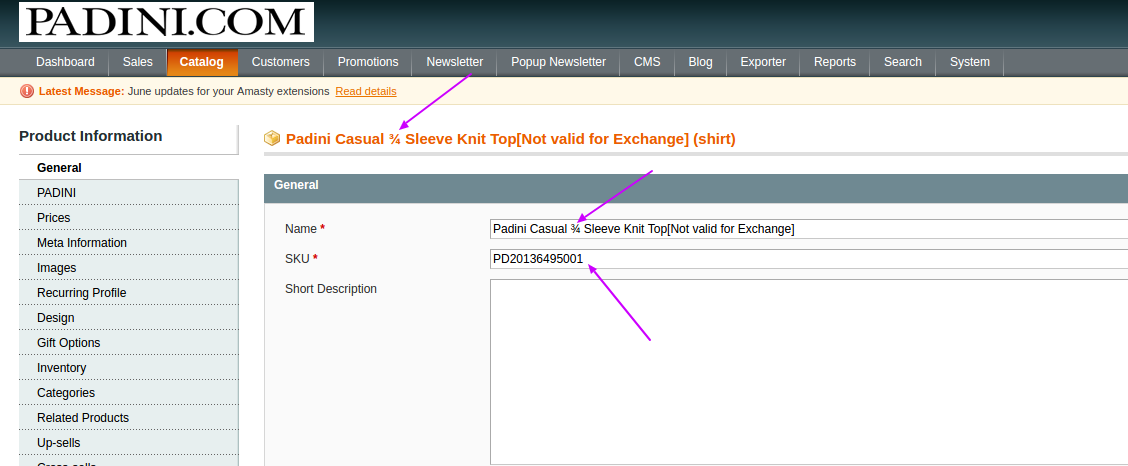 PADINI.COM
Dashboard Sales Catalog Customers Promotions Newsletter Popup Newsletter CMS Blog Exporter Reports Search System
Latest Message: June updates for your Amasty extensions Read details
Product Information
General
PADINI
Prices
Meta Information
Images
Recurring Profile
Design
Gift Options
Inventory
Categories
Related Products
Up-sells
Cross-sells
Padini Casual ¾ Sleeve Knit Top[Not valid for Exchange] (shirt)
General
Name * Padini Casual ¾ Sleeve Knit Top[Not valid for Exchange]
SKU * PD20136495001
Short Description